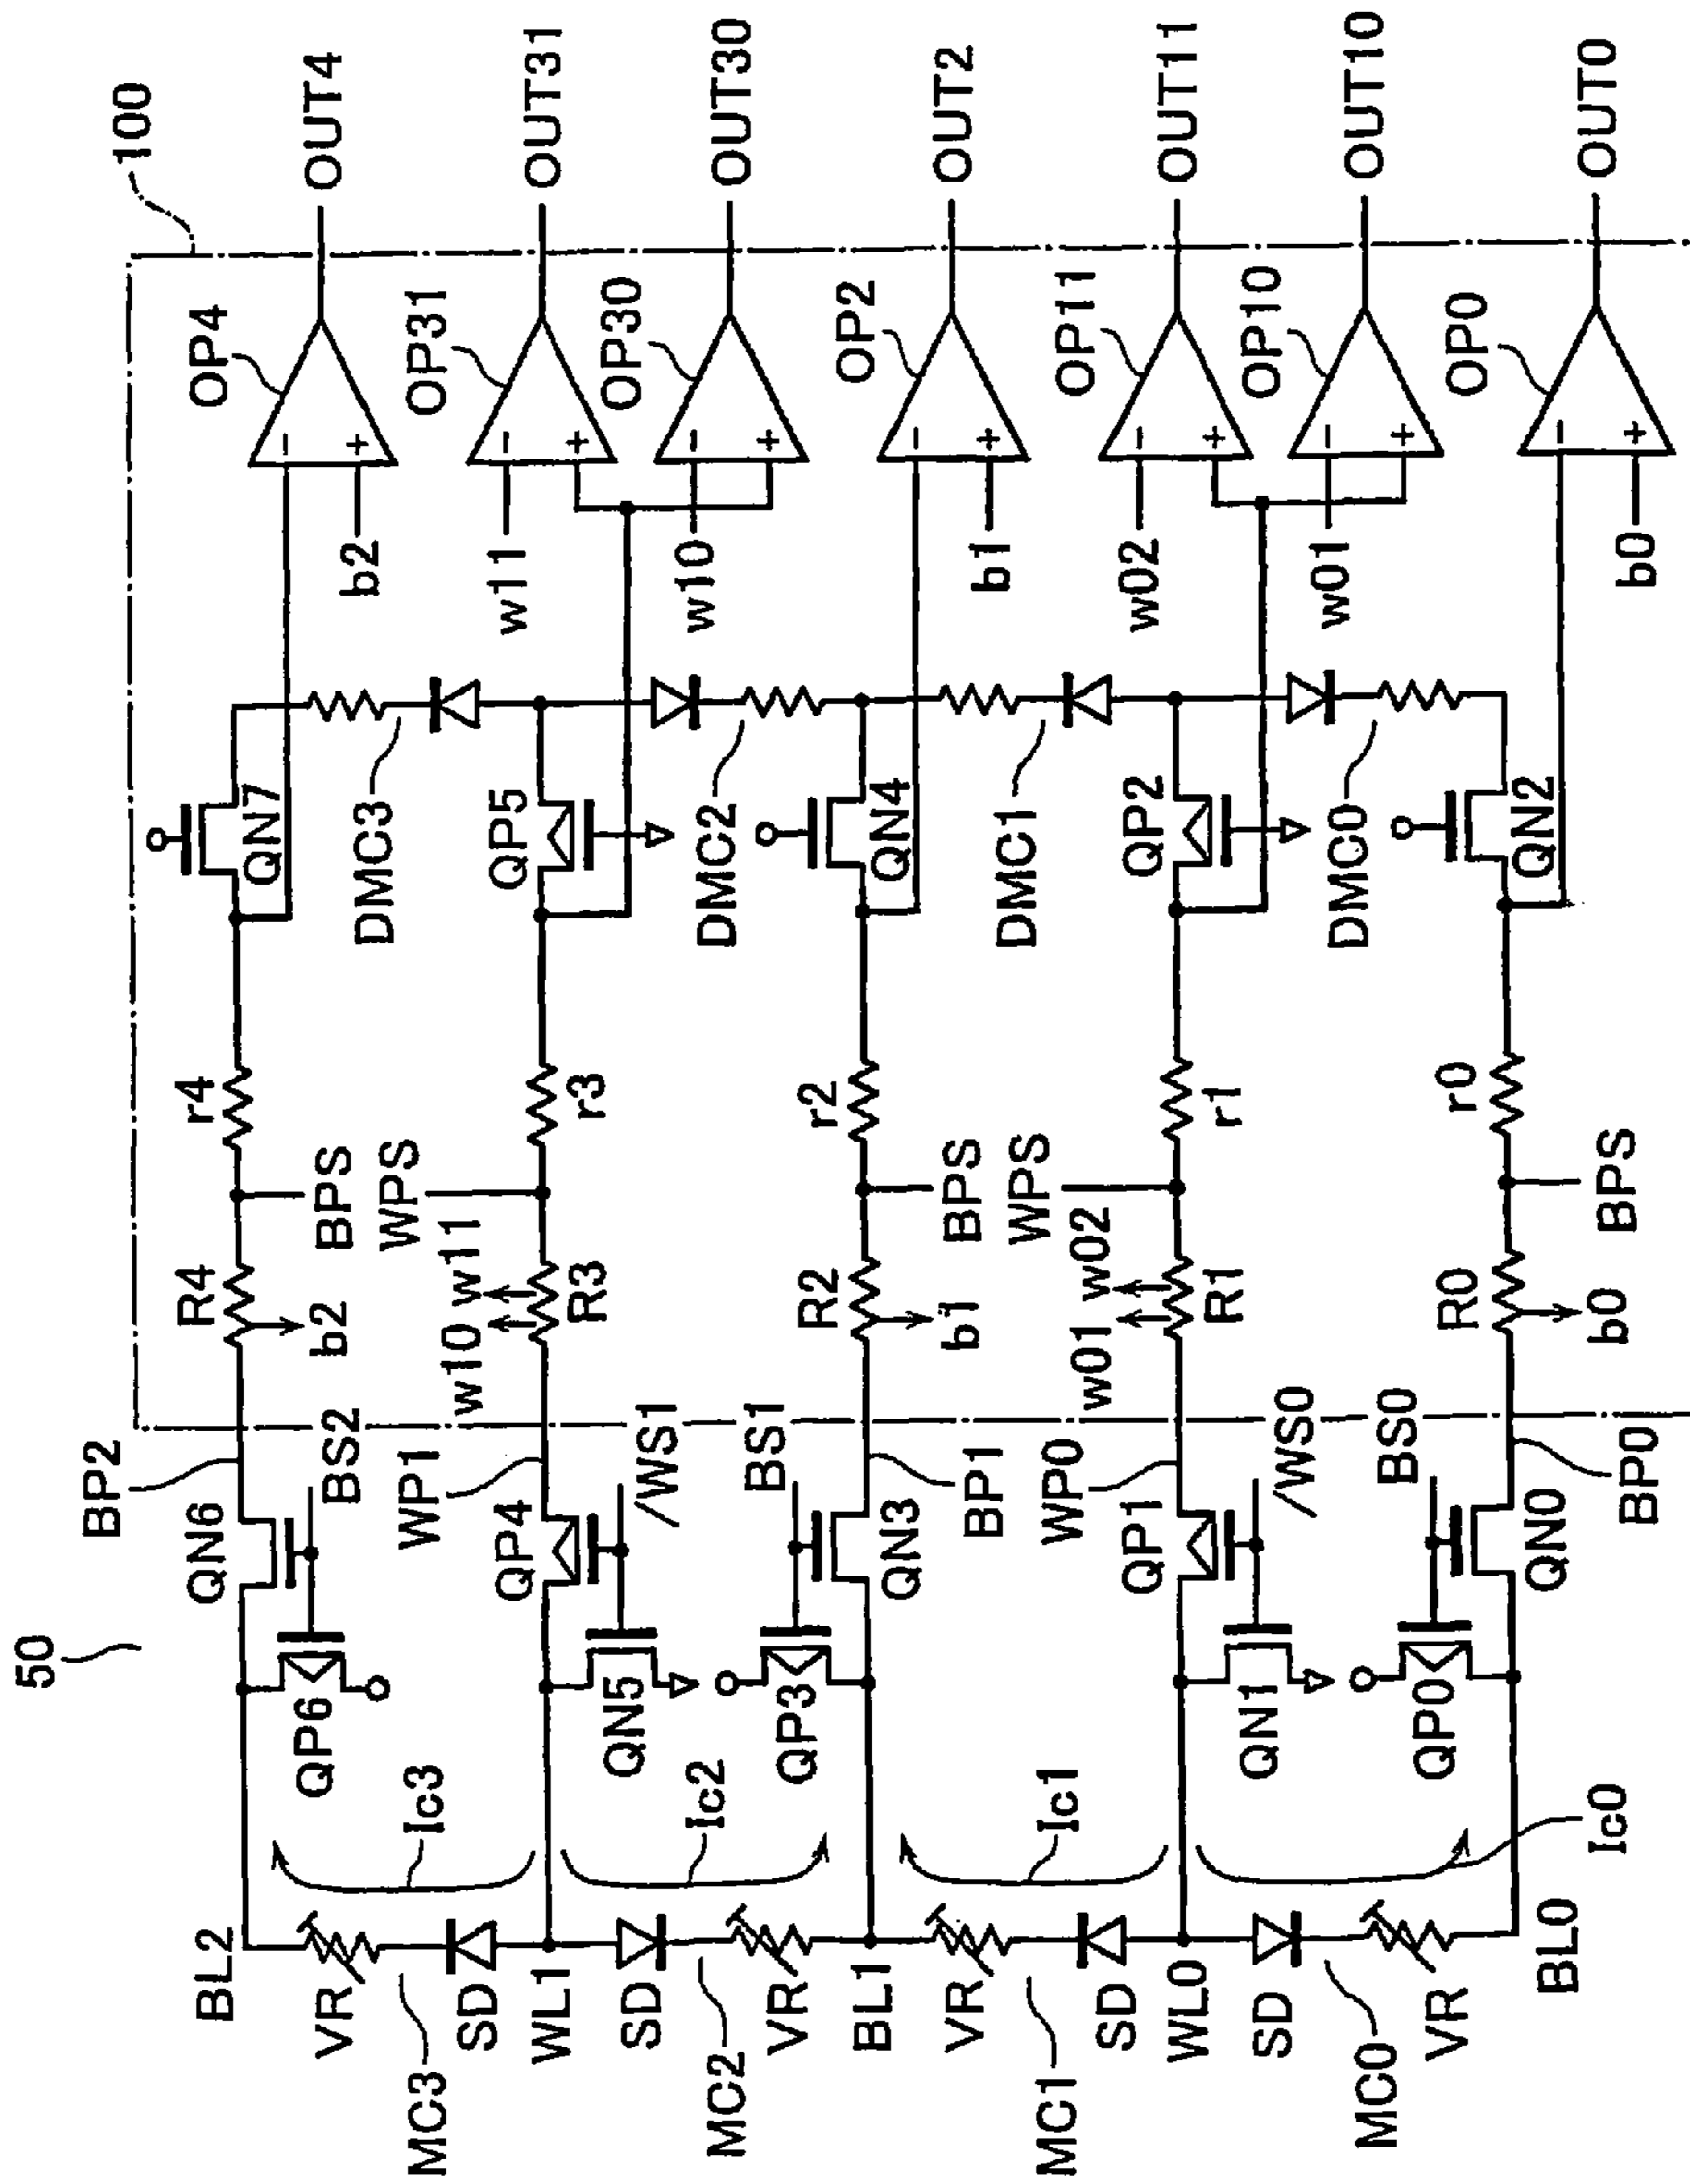 100
50
BP2
BS2
QN6
QP6
BL2
VR
MC3
SD
Ic3
R4
b2
BPS
r4
QN7
OP4
-
+
b2
OUT4
WP1
w10
w11
WPS
QP4
/WS1
QN5
WL1
R3
r3
QP5
DMC3
OP31
-
+
w11
OUT31
OP30
-
+
w10
OUT30
SD
MC2
VR
Ic2
BS1
QP3
QN3
BL1
BP1
R2
b1
BPS
r2
DMC2
QN4
OP2
-
+
b1
OUT2
VR
MC1
SD
Ic1
WP0
w01
w02
WPS
QP1
/WS0
QN1
WL0
R1
r1
DMC1
QP2
OP11
-
+
w02
OUT11
OP10
-
+
w01
OUT10
SD
MC0
VR
Ic0
BS0
QP0
QN0
BL0
BP0
R0
b0
BPS
r0
DMC0
QN2
OP0
-
+
b0
OUT0